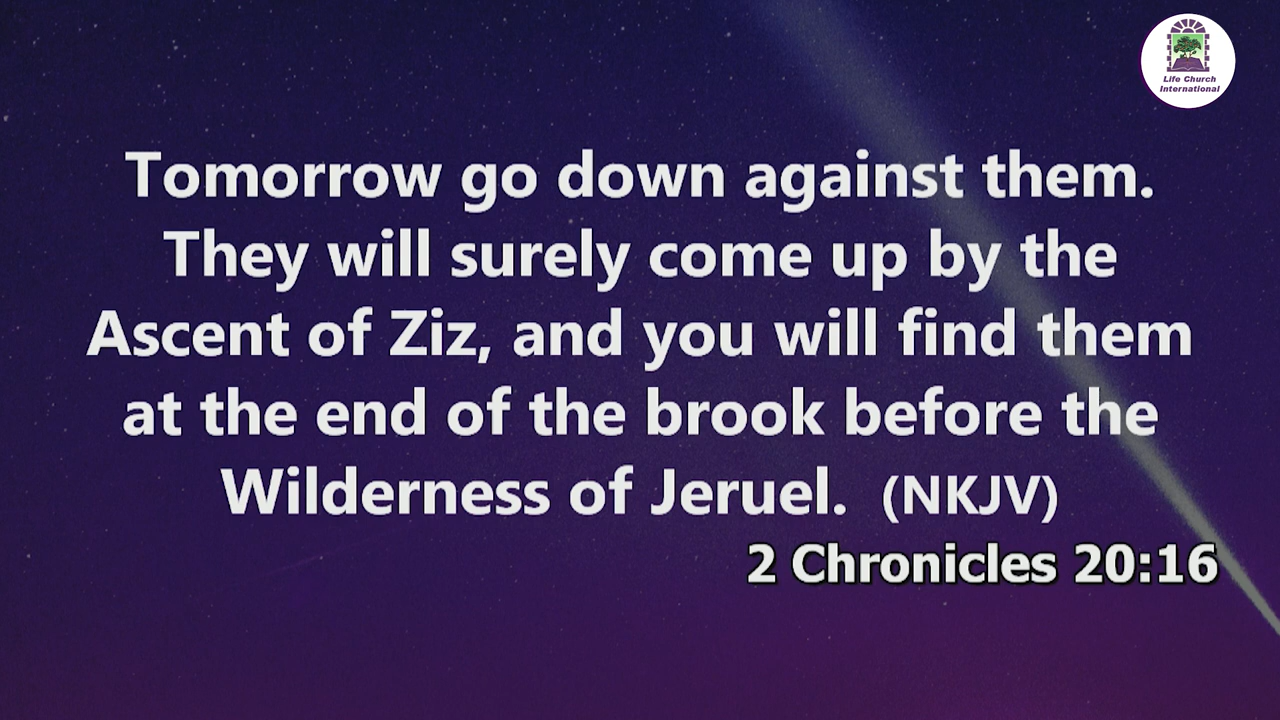 Life Church
International
Tomorrow go down against them.
They will surely come up by the
Ascent of Ziz, and you will find them
at the end of the brook before the
Wilderness of Jeruel. (NKJV)
2 Chronicles 20:16